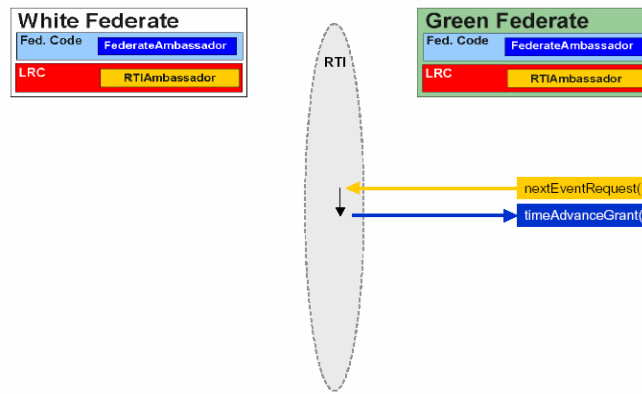 White Federate
Fed. Code
FederateAmbassador
LRC
RTIAmbassador
RTI
Green Federate
Fed. Code
FederateAmbassador
LRC
RTIAmbassador
nextEventRequest(
timeAdvanceGrant(